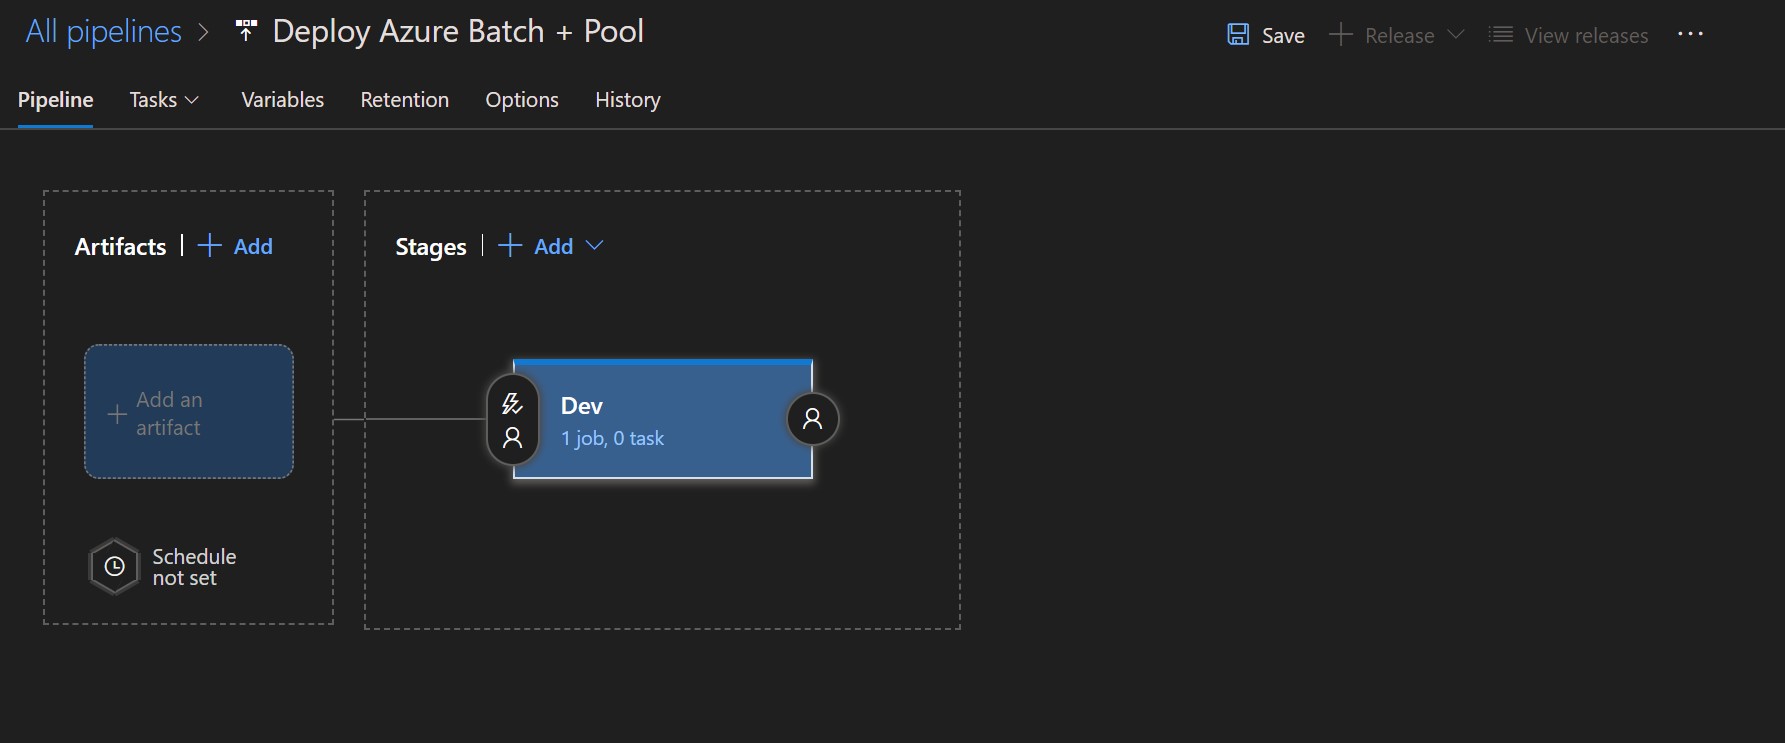 All pipelines > Deploy Azure Batch + Pool
Save + Release View releases ...
Pipeline Tasks Variables Retention Options History
Artifacts | + Add
Stages | + Add
+ Add an
artifact
Dev
1 job, 0 task
Schedule
not set